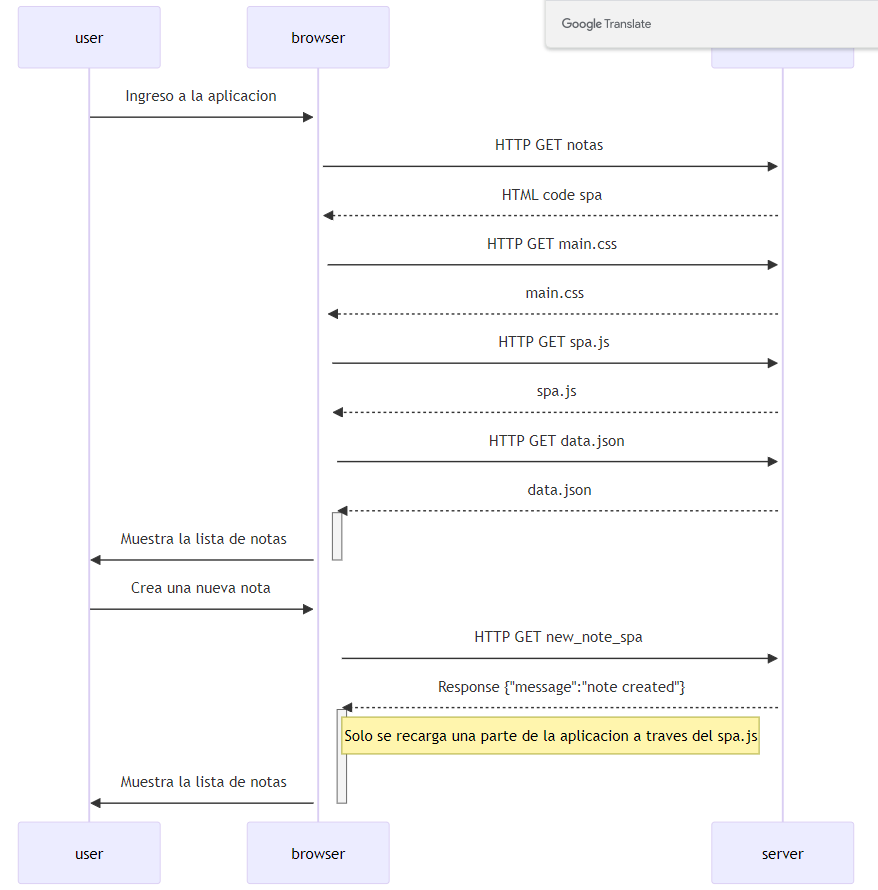 user
browser
Google Translate
Ingreso a la aplicacion
HTTP GET notas
HTML code spa
HTTP GET main.css
main.css
HTTP GET spa.js
spa.js
HTTP GET data.json
data.json
Muestra la lista de notas
Crea una nueva nota
HTTP GET new_note_spa
Response {"message":"note created"}
Solo se recarga una parte de la aplicacion a traves del spa.js
Muestra la lista de notas
user
browser
server